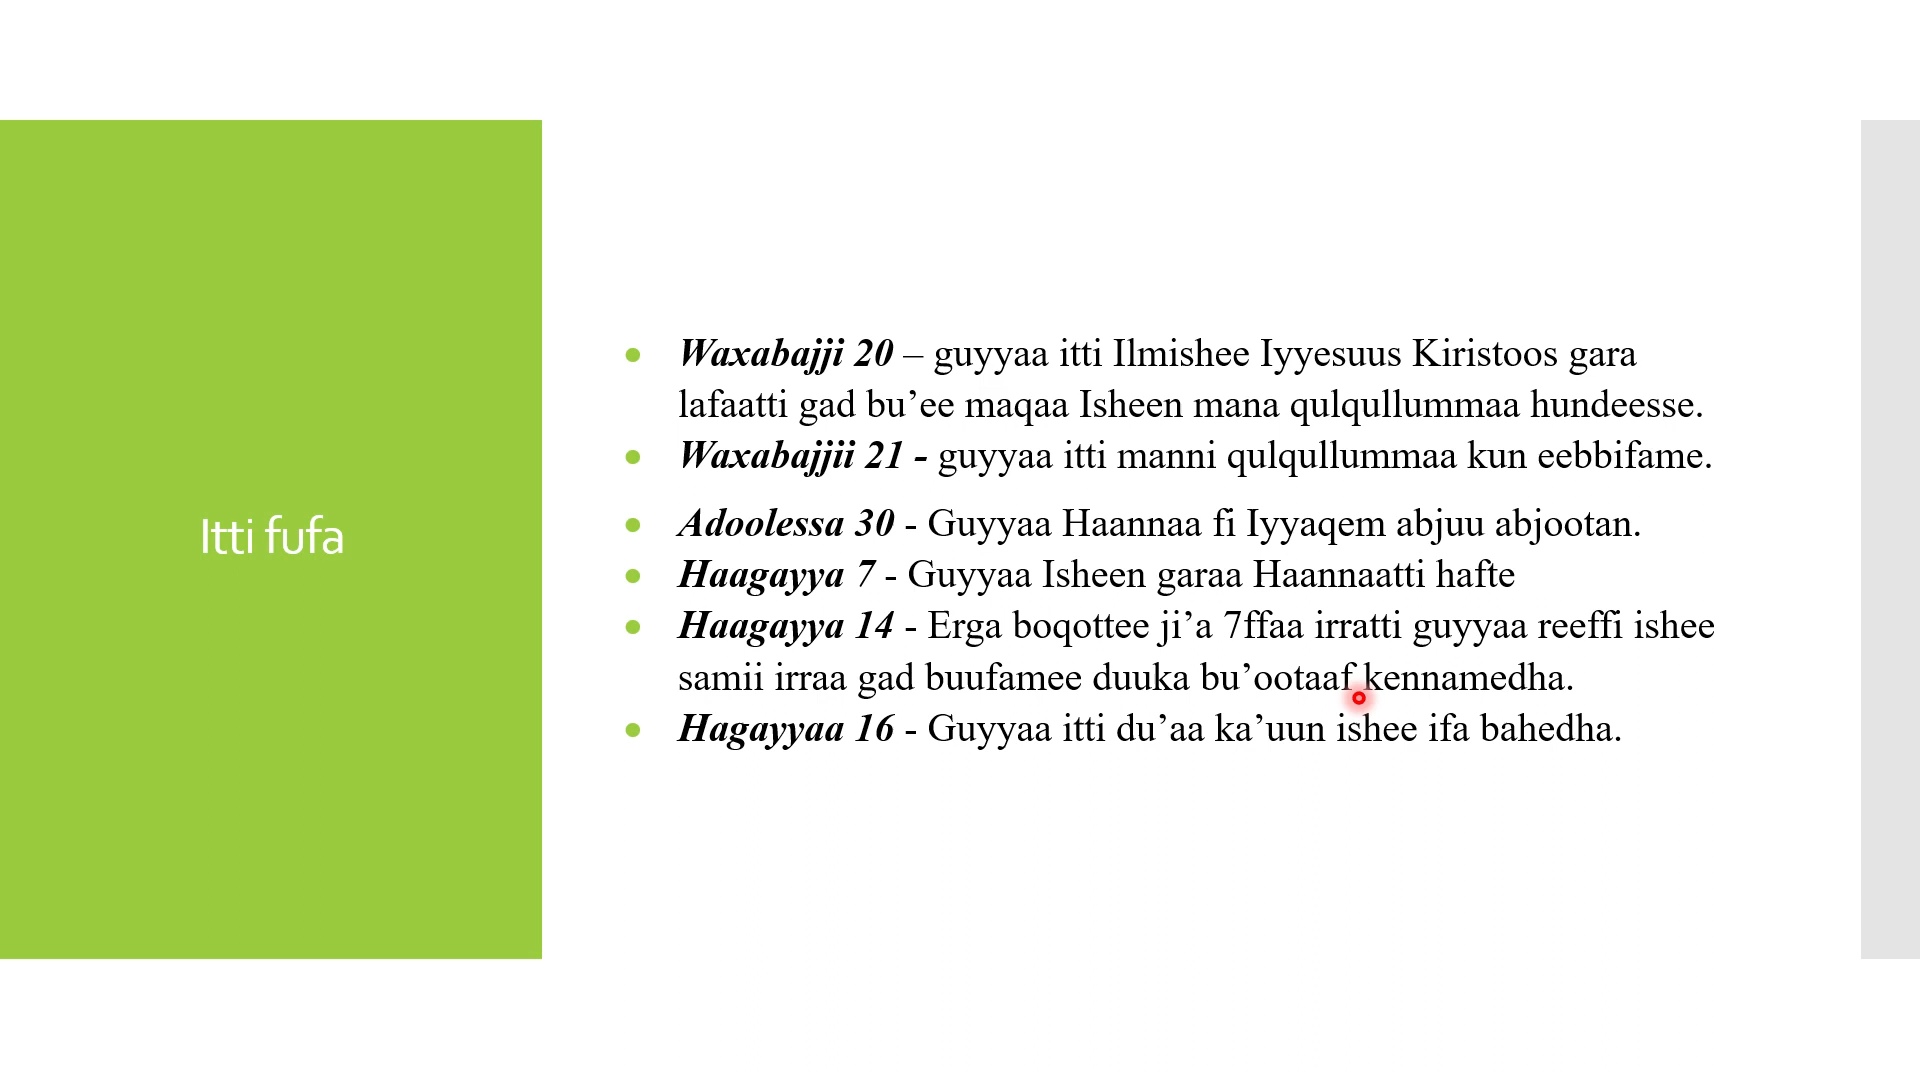 Itti fufa
Waxabajji 20 – guyyaa itti Ilmishee Iyyesuus Kiristoos gara
lafaatti gad bu’ee maqaa Isheen mana qulqullummaa hundeesse.
Waxabajjii 21 - guyyaa itti manni qulqullummaa kun eebbifame.
Adoolessa 30 - Guyyaa Haannaa fi Iyyaqem abjuu abjootan.
Haagayya 7 - Guyyaa Isheen garaa Haannaatti hafte
Haagayya 14 - Erga boqottee ji’a 7ffaa irratti guyyaa reeffi ishee
samii irraa gad buufamee duuka bu’ootaaf kennamedha.
Hagayyaa 16 - Guyyaa itti du’aa ka’uun ishee ifa bahedha.